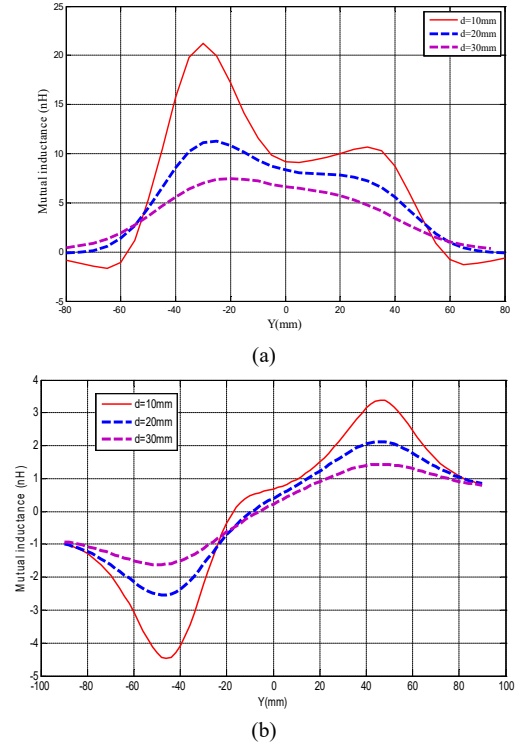 25
20
15
10
5
0
-5
-80 -60 -40 -20 0 20 40 60 80
Mutual inductance (nH)
Y(mm)
d=10mm
d=20mm
d=30mm
(a)
4
3
2
1
0
-1
-2
-3
-4
-5
-100 -80 -60 -40 -20 0 20 40 60 80 100
Mutual inductance (nH)
Y(mm)
d=10mm
d=20mm
d=30mm
(b)